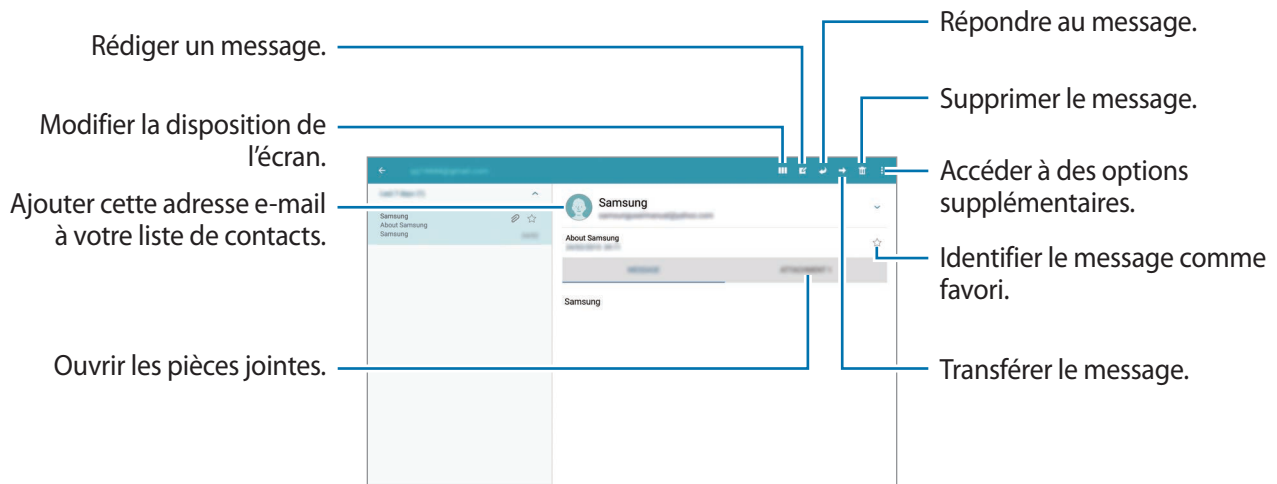 Rédiger un message.
Modifier la disposition de
l'écran.
Ajouter cette adresse e-mail
à votre liste de contacts.
Ouvrir les pièces jointes.
Samsung
About Samsung
Samsung
Samsung
About Samsung
Samsung
Répondre au message.
Supprimer le message.
Accéder à des options
supplémentaires.
Identifier le message comme
favori.
Transférer le message.